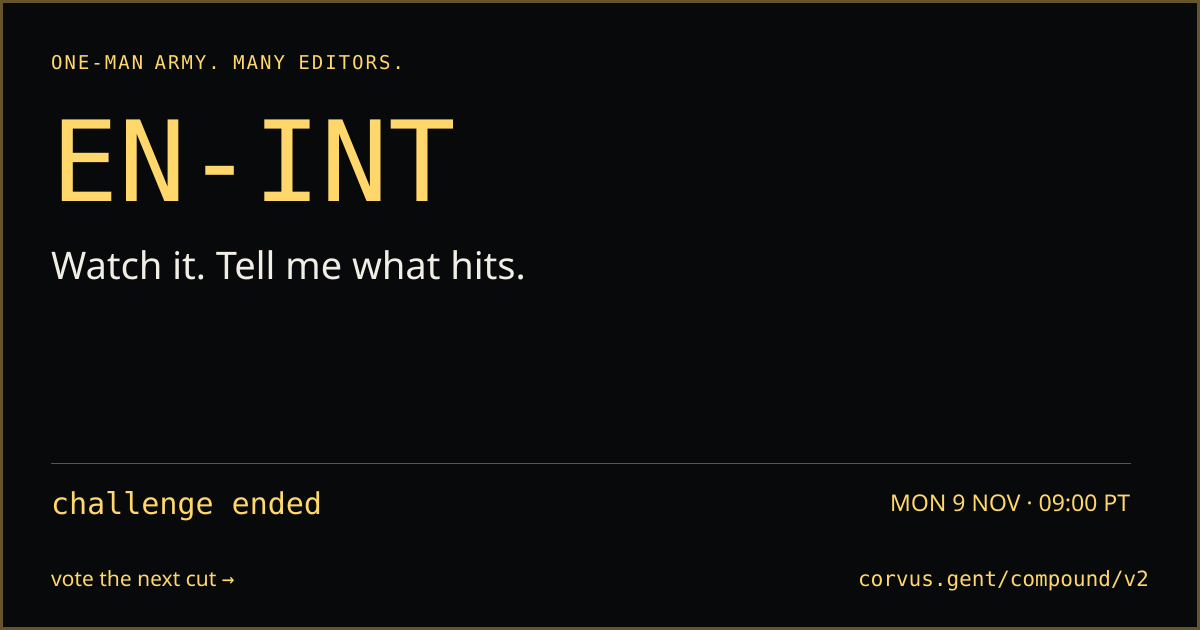 ONE-MAN ARMY. MANY EDITORS.
EN-INT
Watch it. Tell me what hits.
challenge ended
MON 9 NOV · 09:00 PT
vote the next cut →
corvus.gent/compound/v2